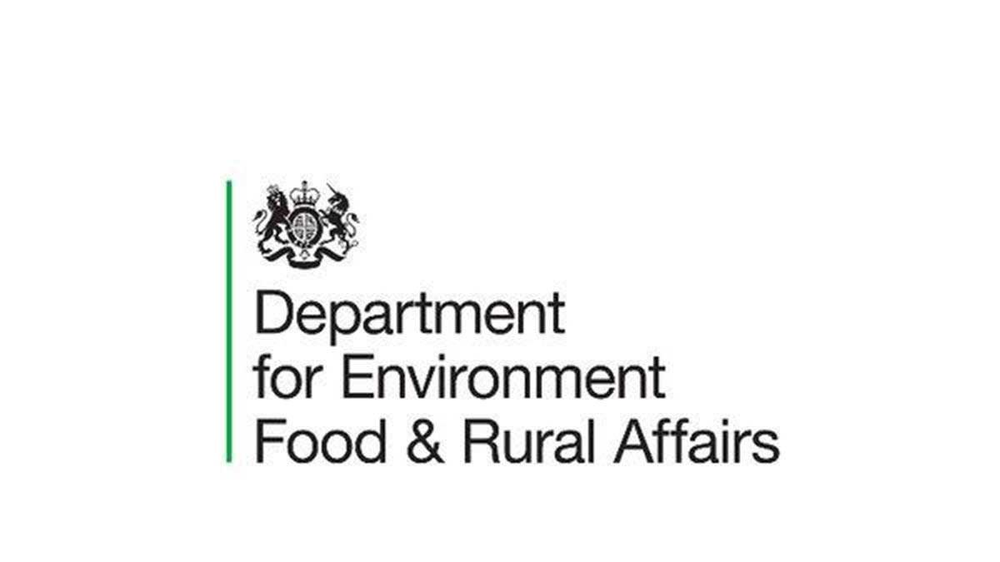 Department
for Environment
Food & Rural Affairs